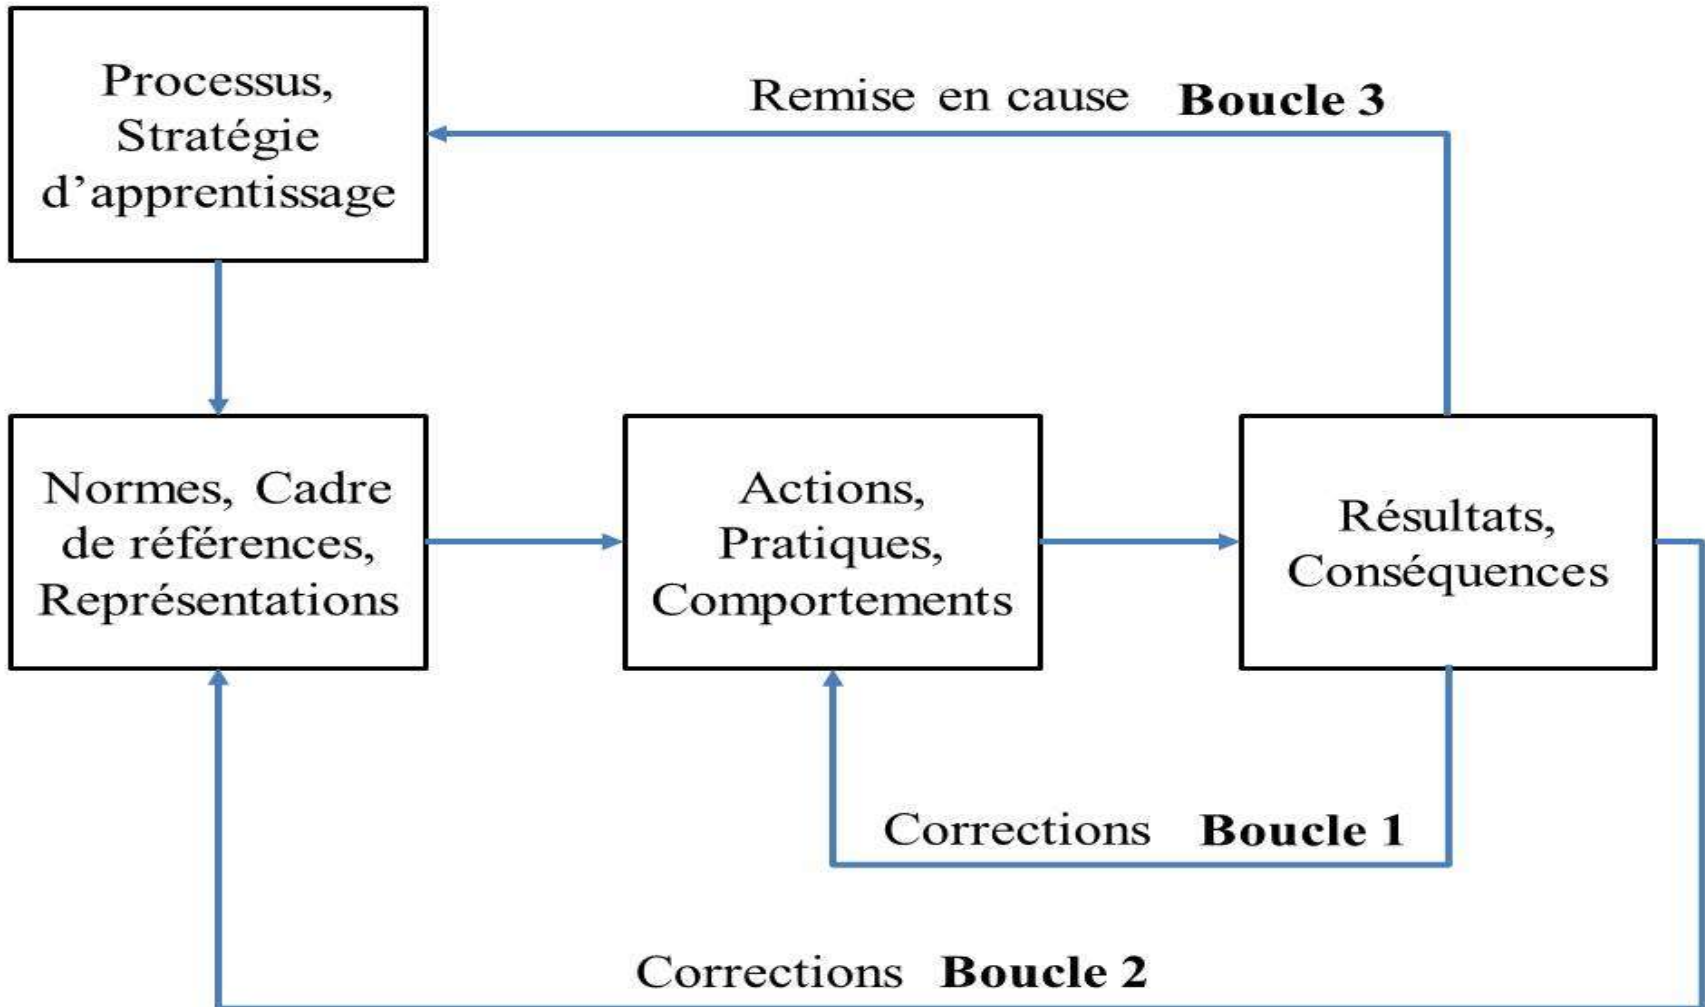 Processus,
Stratégie
d’apprentissage
Remise en cause Boucle 3
Normes, Cadre
de références,
Représentations
Actions,
Pratiques,
Comportements
Résultats,
Conséquences
Corrections Boucle 1
Corrections Boucle 2